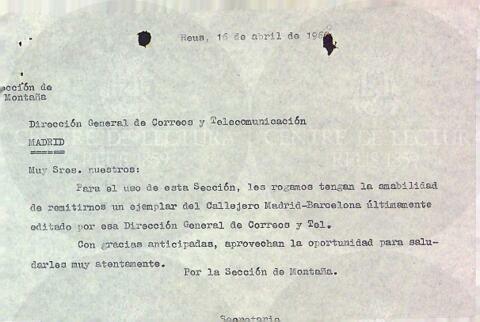 Reus, 16 de abril de 196
ección de
Montaña
Dirección General de Correos y Telecomunicación
MADRID
Muy Sres. nuestros:
Para el uso de esta Sección, les rogamos tengan la amabilidad
de remitirnos un ejemplar del Callejero Madrid-Barcelona últimamente
editado por esa Dirección General de Correos y Tel.
Con gracias anticipadas, aprovechan la oportunidad para salu-
darles muy atentamente.
Por la Sección de Montaña.
Secretario